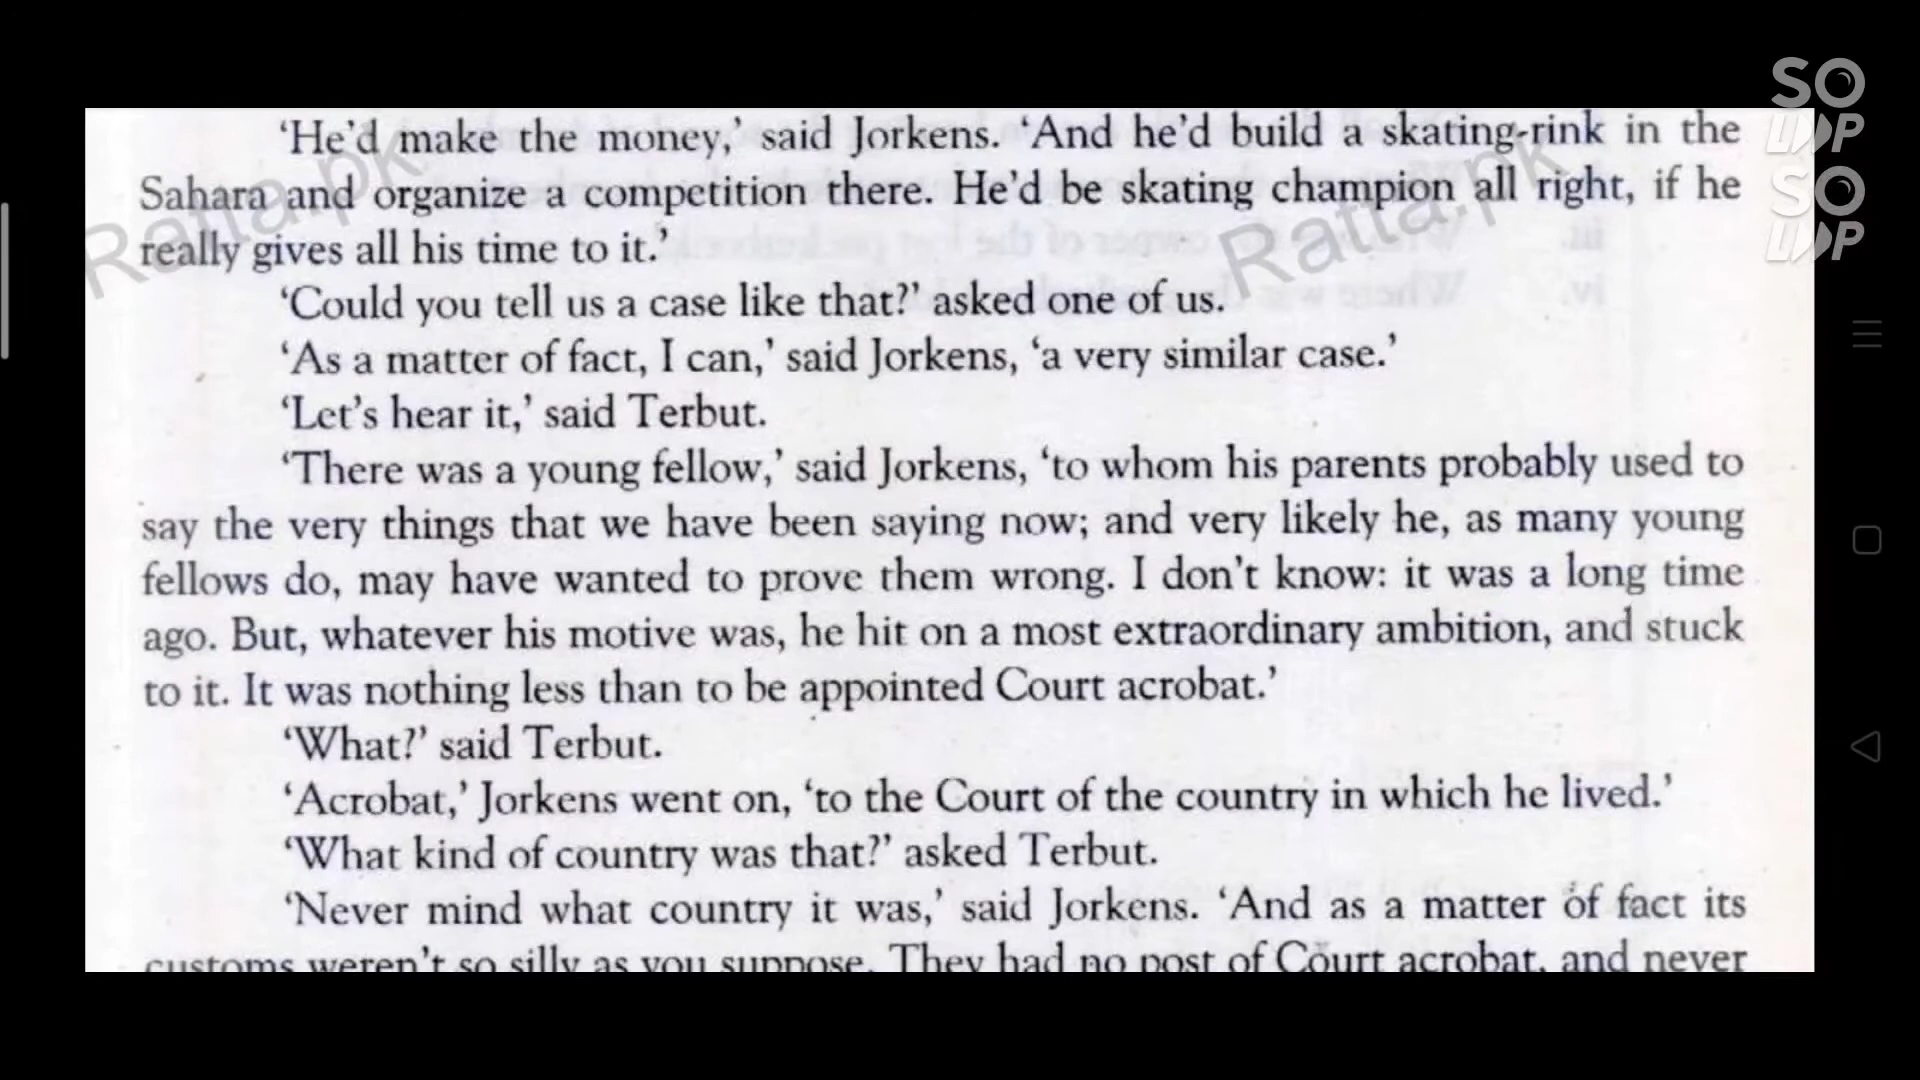 ‘He’d make the money,’ said Jorkens. ‘And he’d build a skating-rink in the
Sahara and organize a competition there. He’d be skating champion all right, if he
really gives all his time to it.’
‘Could you tell us a case like that?’ asked one of us.
‘As a matter of fact, I can,’ said Jorkens, ‘a very similar case.’
‘Let’s hear it,’ said Terbut.
‘There was a young fellow,’ said Jorkens, ‘to whom his parents probably used to
say the very things that we have been saying now; and very likely he, as many young
fellows do, may have wanted to prove them wrong. I don’t know: it was a long time
ago. But, whatever his motive was, he hit on a most extraordinary ambition, and stuck
to it. It was nothing less than to be appointed Court acrobat.’
‘What?’ said Terbut.
‘Acrobat,’ Jorkens went on, ‘to the Court of the country in which he lived.’
‘What kind of country was that?’ asked Terbut.
‘Never mind what country it was,’ said Jorkens. ‘And as a matter of fact its
customs weren’t so silly as you suppose. They had no post of Court acrobat, and never
Ratta.pk
Ratta.pk
SO
UP
SO
UP